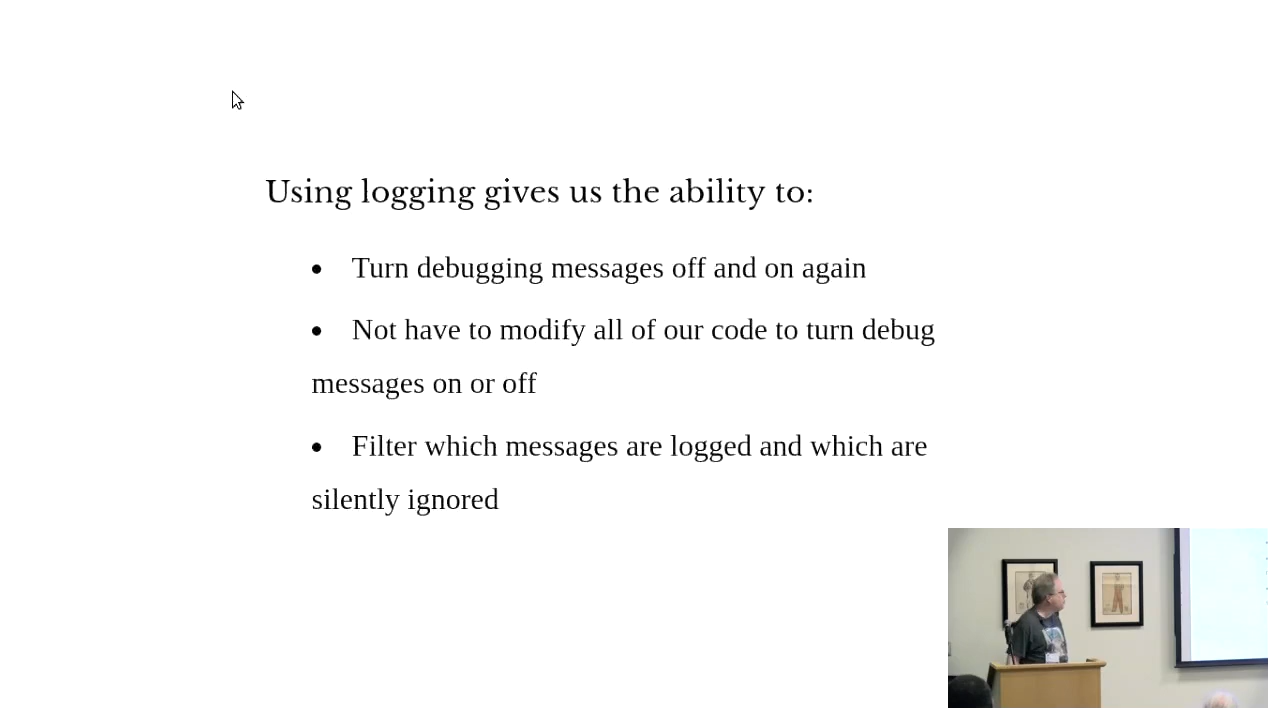 Using logging gives us the ability to:
• Turn debugging messages off and on again
• Not have to modify all of our code to turn debug
messages on or off
• Filter which messages are logged and which are
silently ignored